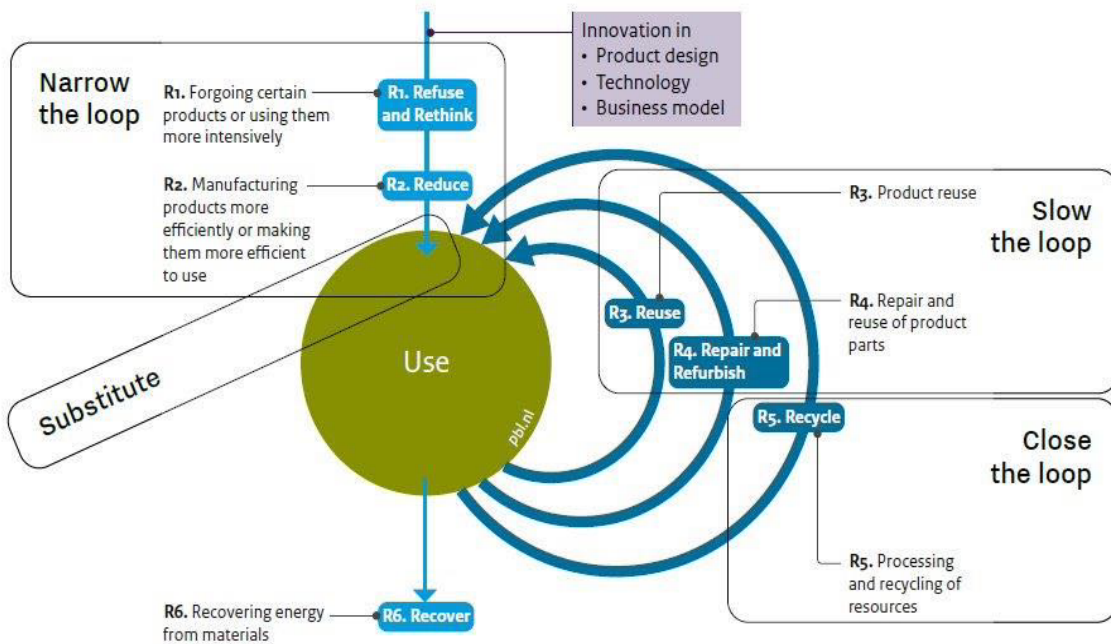 Innovation in
• Product design
• Technology
• Business model
Narrow
the loop
R1. Forgoing certain
products or using them
more intensively
R1. Refuse
and Rethink
R2. Manufacturing
products more
efficiently or making
them more efficient
to use
R2. Reduce
R3. Product reuse
Slow
the loop
R3. Reuse
R4. Repair and
reuse of product
parts
R4. Repair and
Refurbish
Use
Substitute
pbl.nl
R5. Recycle
Close
the loop
R5. Processing
and recycling of
resources
R6. Recovering energy
from materials
R6. Recover